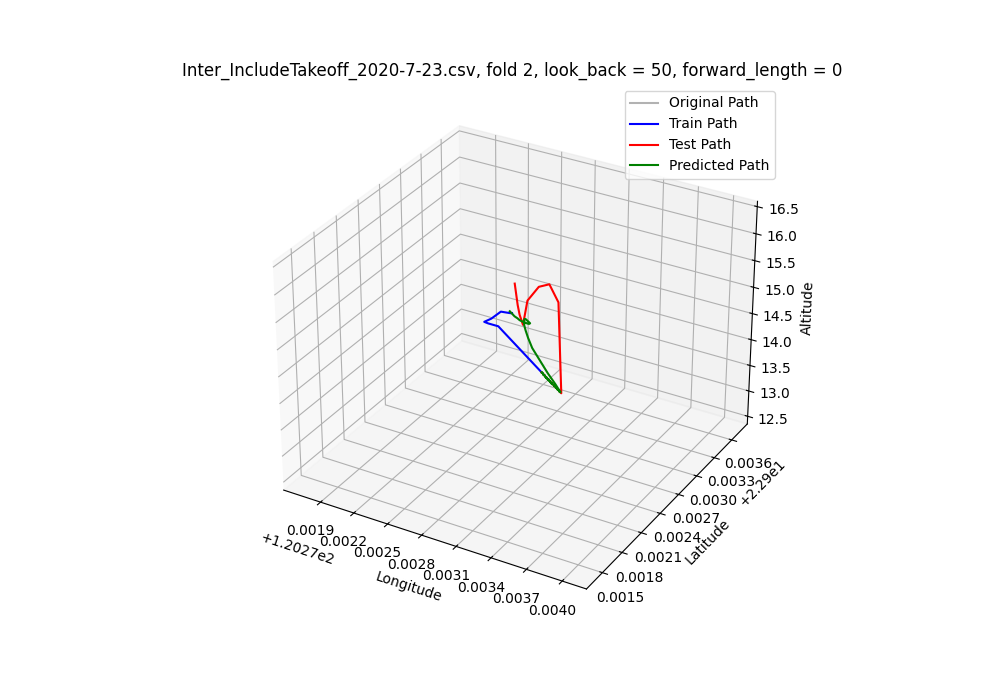 Inter_IncludeTakeoff_2020-7-23.csv, fold 2, look_back = 50, forward_length = 0
Original Path
Train Path
Test Path
Predicted Path
16.5
16.0
15.5
15.0
14.5
14.0
13.5
13.0
12.5
Altitude
0.0036
0.0033
0.0030
0.0027
0.0024
0.0021
0.0018
0.0015
+2.29e1
Latitude
0.0019
0.0022
0.0025
0.0028
0.0031
0.0034
0.0037
0.0040
+1.2027e2
Longitude